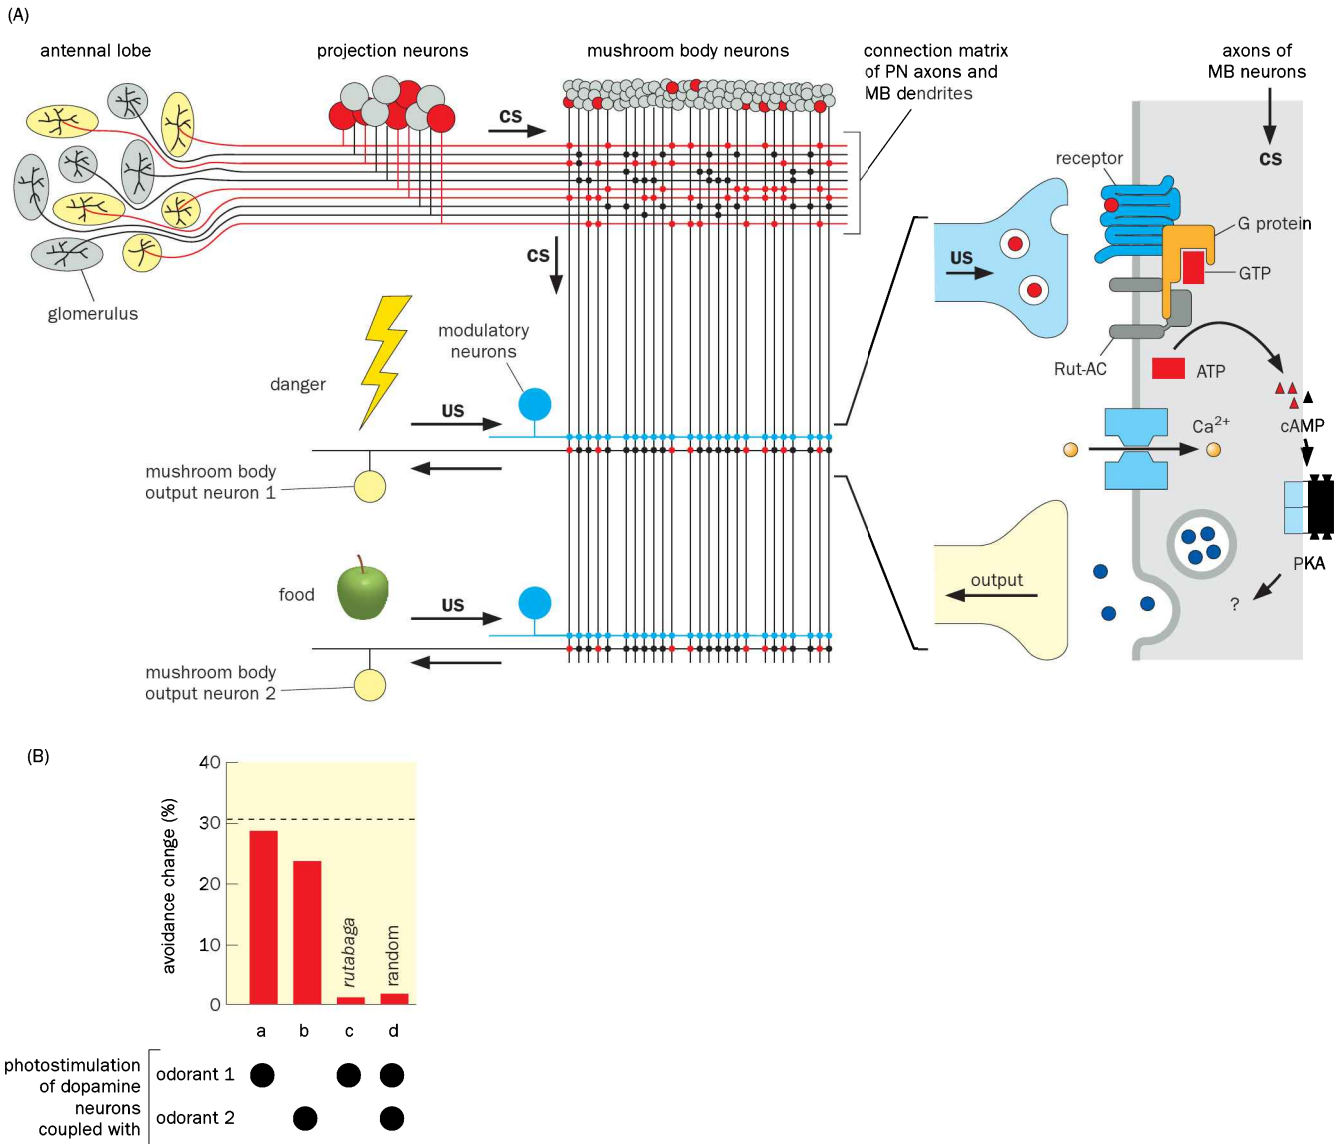 (A)
antennal lobe
projection neurons
mushroom body neurons
connection matrix
of PN axons and
MB dendrites
axons of
MB neurons
CS
CS
receptor
G protein
US
GTP
CS
glomerulus
modulatory
neurons
danger
Rut-AC
ATP
US
cAMP
Ca2+
mushroom body
output neuron 1
PKA
food
US
output
?
mushroom body
output neuron 2
(B)
avoidance change (%)
40
30
20
10
0
rutabaga
random
a b c d
photostimulation
of dopamine
neurons
coupled with
odorant 1
odorant 2